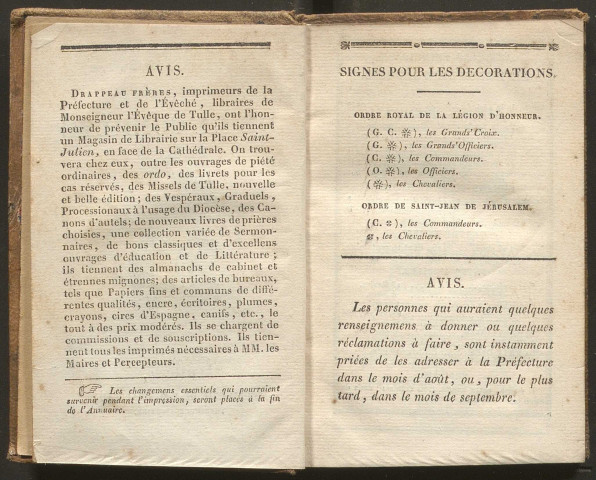 AVIS.
DRAPPEAU FRÈRES, imprimeurs de la
Préfecture et de l'Évêché, libraires de
Monseigneur l'Évêque de Tulle, ont l'hon-
neur de prévenir le Public qu'ils tiennent
un Magasin de Librairie sur la Place Saint-
Julien, en face de la Cathédrale. On trou-
vera chez eux, outre les ouvrages de piété
ordinaires, des ordo, des livrets pour les
cas réservés, des Missels de Tulle, nouvelle
et belle édition; des Vespéraux, Graduels,
Processionaux à l'usage du Diocèse, des Ca-
nons d'autels; de nouveaux livres de prières
choisies, une collection variée de Sermon-
naires, de bons classiques et d'excellens
ouvrages d'éducation et de Littérature;
ils tiennent des almanachs de cabinet et
étrennes mignones; des articles de bureaux,
tels que Papiers fins et communs de diffé-
rentes qualités, encre, écritoires, plumes,
crayons, cires d'Espagne, canifs, etc., le
tout à des prix modérés. Ils se chargent de
commissions et de souscriptions. Ils tien-
nent tous les imprimés nécessaires à MM. les
Maires et Percepteurs.
☞ Les changemens essentiels qui pourraient
survenir pendant l'impression, seront placés à la fin
de l'Annuaire.
SIGNES POUR LES DECORATIONS.
ORDRE ROYAL DE LA LÉGION D'HONNEUR.
(G. C. ❋), les Grands'Croix.
(G. ❋), les Grands'Officiers.
(C. ❋), les Commandeurs.
(O. ❋), les Officiers.
(❋), les Chevaliers.
ORDRE DE SAINT-JEAN DE JÉRUSALEM.
(C. ✠), les Commandeurs.
✠, les Chevaliers.
AVIS.
Les personnes qui auraient quelques
renseignemens à donner ou quelques
réclamations à faire, sont instamment
priées de les adresser à la Préfecture
dans le mois d'août, ou, pour le plus
tard, dans le mois de septembre.